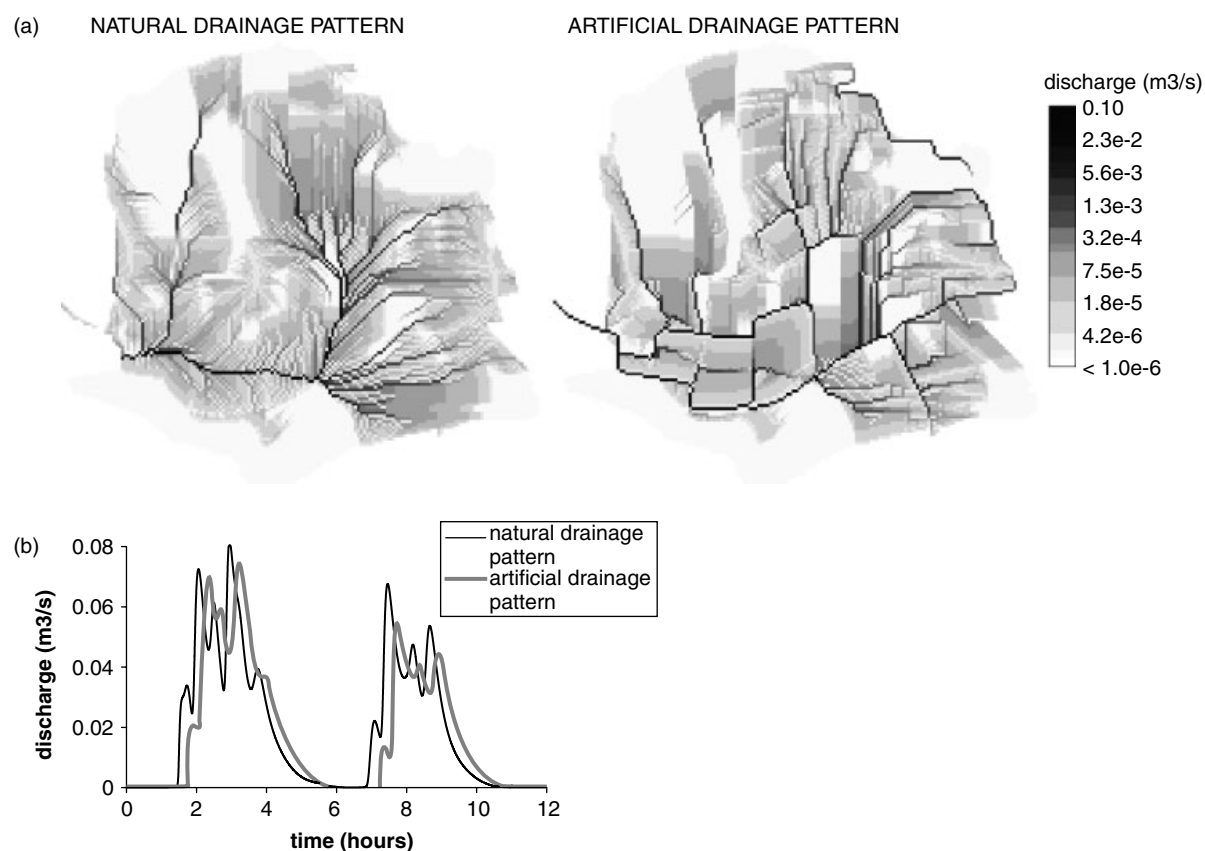 (a)
NATURAL DRAINAGE PATTERN
ARTIFICIAL DRAINAGE PATTERN
discharge (m3/s)
0.10
2.3e-2
5.6e-3
1.3e-3
3.2e-4
7.5e-5
1.8e-5
4.2e-6
< 1.0e-6
(b)
natural drainage
pattern
artificial drainage
pattern
discharge (m3/s)
0.08
0.06
0.04
0.02
0
0
2
4
6
8
10
12
time (hours)